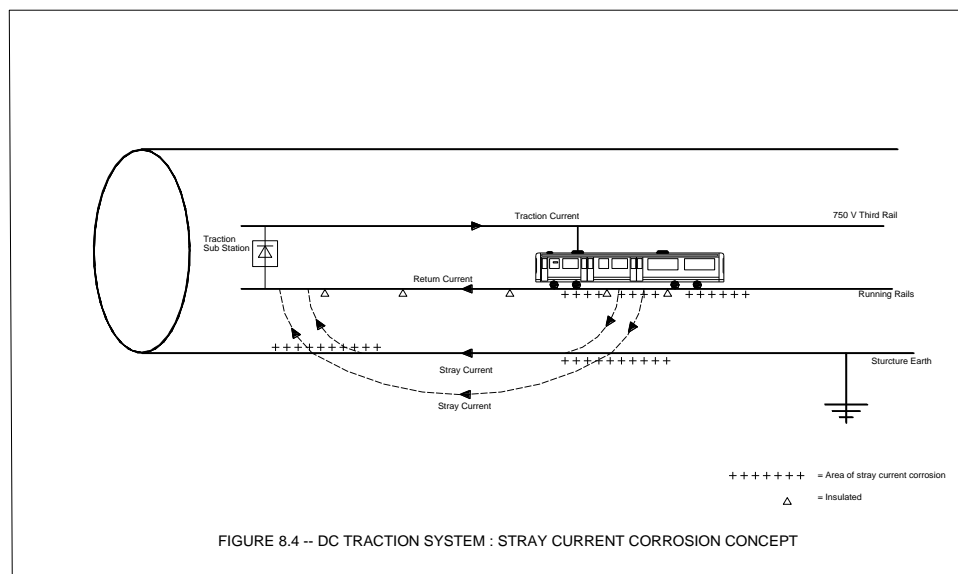 Traction Current
750 V Third Rail
Traction
Sub Station
Return Current
Running Rails
Stray Current
Sturcture Earth
Stray Current
+ + + + + + + = Area of stray current corrosion
△ = Insulated
FIGURE 8.4 -- DC TRACTION SYSTEM : STRAY CURRENT CORROSION CONCEPT